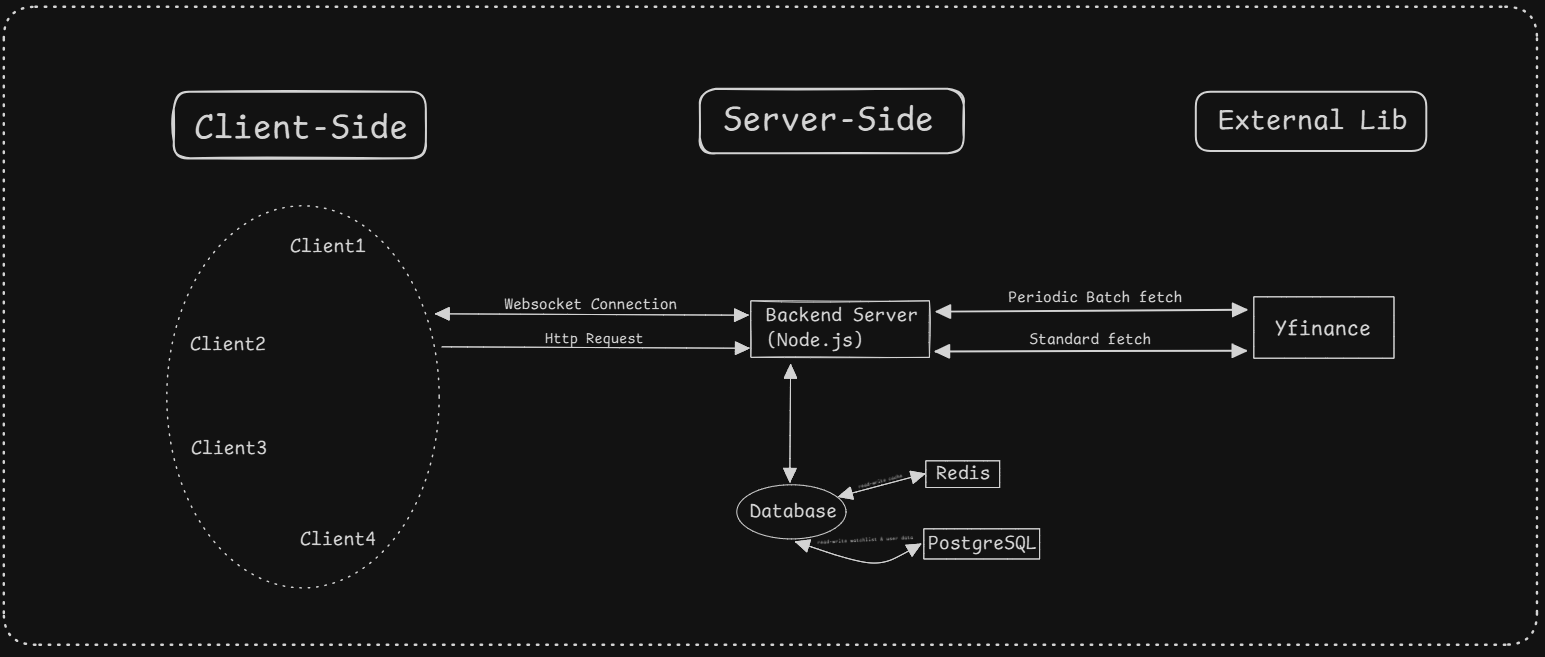 Client-Side
Server-Side
External Lib
Client1
Client2
Client3
Client4
Websocket Connection
Http Request
Backend Server
(Node.js)
Periodic Batch fetch
Standard fetch
Yfinance
Database
read-write cache
Redis
read-write watchlist & user data
PostgreSQL